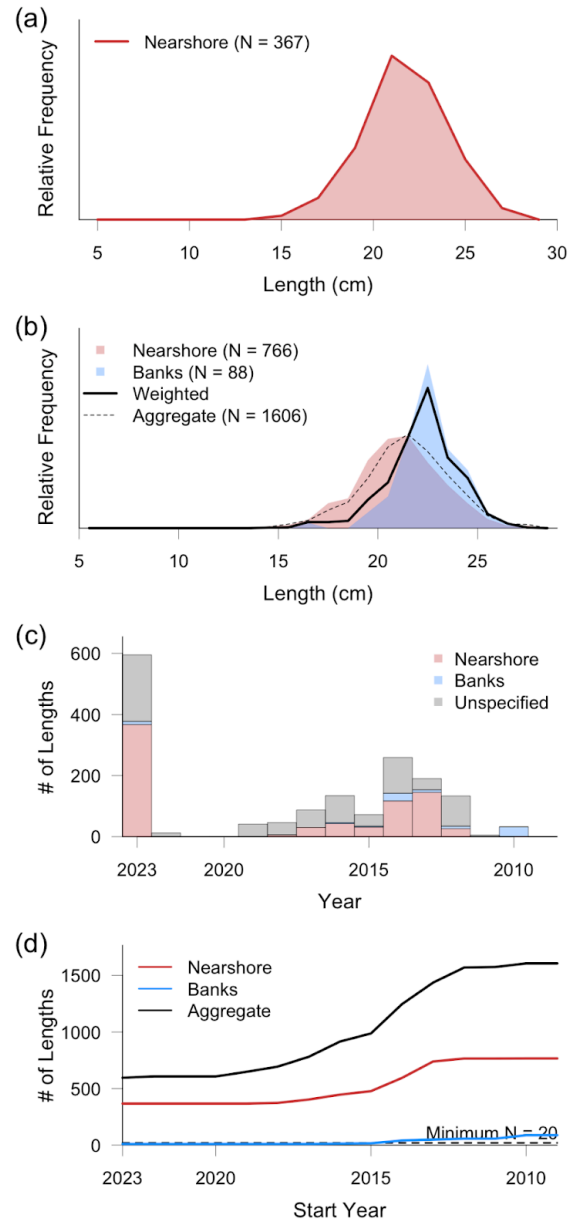 (a)
Nearshore (N = 367)
Relative Frequency
5 10 15 20 25 30
Length (cm)
(b)
Nearshore (N = 766)
Banks (N = 88)
Weighted
Aggregate (N = 1606)
Relative Frequency
5 10 15 20 25
Length (cm)
(c)
600
400
200
0
# of Lengths
Nearshore
Banks
Unspecified
2023 2020 2015 2010
Year
(d)
1500
1000
500
0
# of Lengths
Nearshore
Banks
Aggregate
Minimum N = 20
2023 2020 2015 2010
Start Year